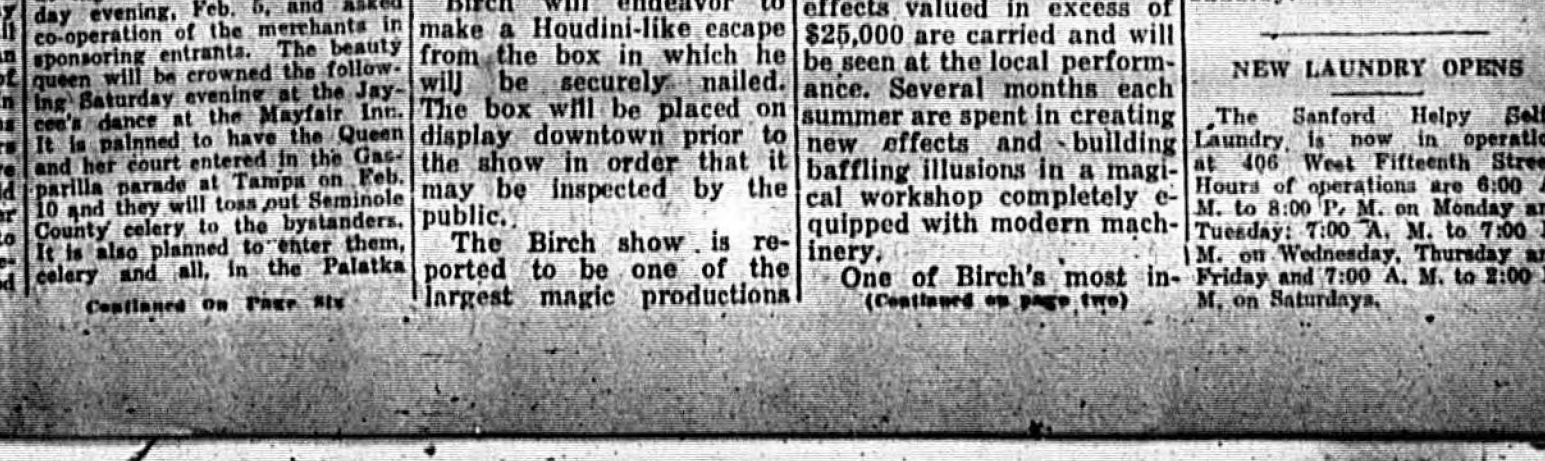 day evening, Feb. 5, and asked
co-operation of the merchants in
sponsoring entrants. The beauty
queen will be crowned the follow-
ing Saturday evening at the Jay-
cee's dance at the Mayfair Inn.
It is painned to have the Queen
and her court entered in the Gas-
parilla parade at Tampa on Feb.
10 and they will toss out Seminole
County celery to the bystanders.
It is also planned to enter them,
celery and all, in the Palatka
Continued On Page Six
Birch will endeavor to
make a Houdini-like escape
from the box in which he
will be securely nailed.
The box will be placed on
display downtown prior to
the show in order that it
may be inspected by the
public.
The Birch show is re-
ported to be one of the
largest magic productions
effects valued in excess of
$25,000 are carried and will
be seen at the local perform-
ance. Several months each
summer are spent in creating
new effects and building
baffling illusions in a magi-
cal workshop completely e-
quipped with modern mach-
inery.
One of Birch's most in-
(Continued on page two)
NEW LAUNDRY OPENS
The Sanford Helpy Self
Laundry is now in operatio
at 406 West Fifteenth Stree
Hours of operations are 6:00 A
M. to 8:00 P. M. on Monday an
Tuesday; 7:00 A. M. to 7:00
M. on Wednesday, Thursday an
Friday and 7:00 A. M. to 2:00
M. on Saturdays.